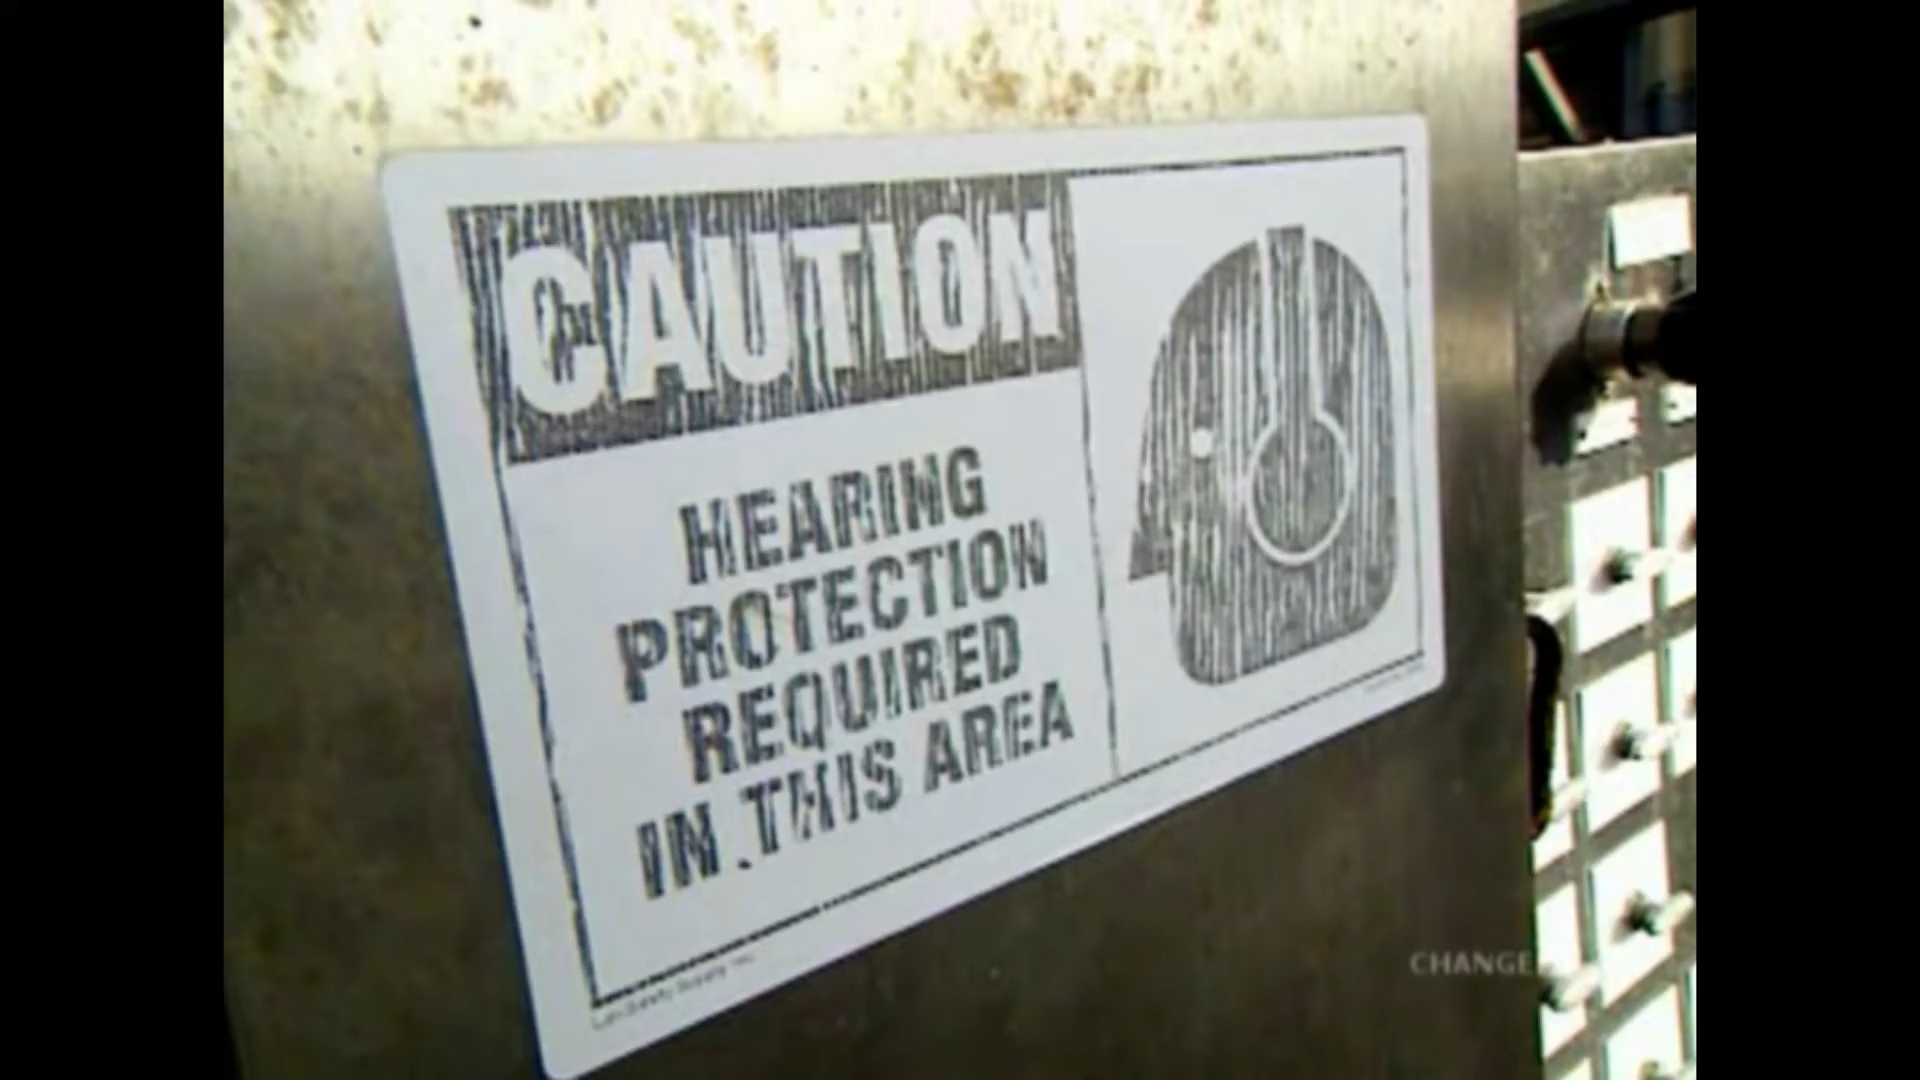 CAUTION
HEARING
PROTECTION
REQUIRED
IN THIS AREA
CHANGE